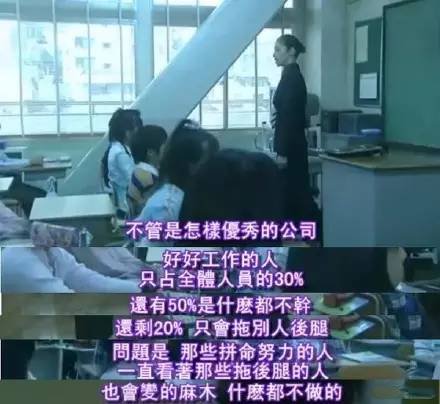 不管是怎樣優秀的公司
好好工作的人
只占全體人員的30%
還有50%是什麽都不幹
還剩20% 只會拖別人後腿
問題是 那些拼命努力的人
一直看著那些拖後腿的人
也會變的麻木 什麽都不做的